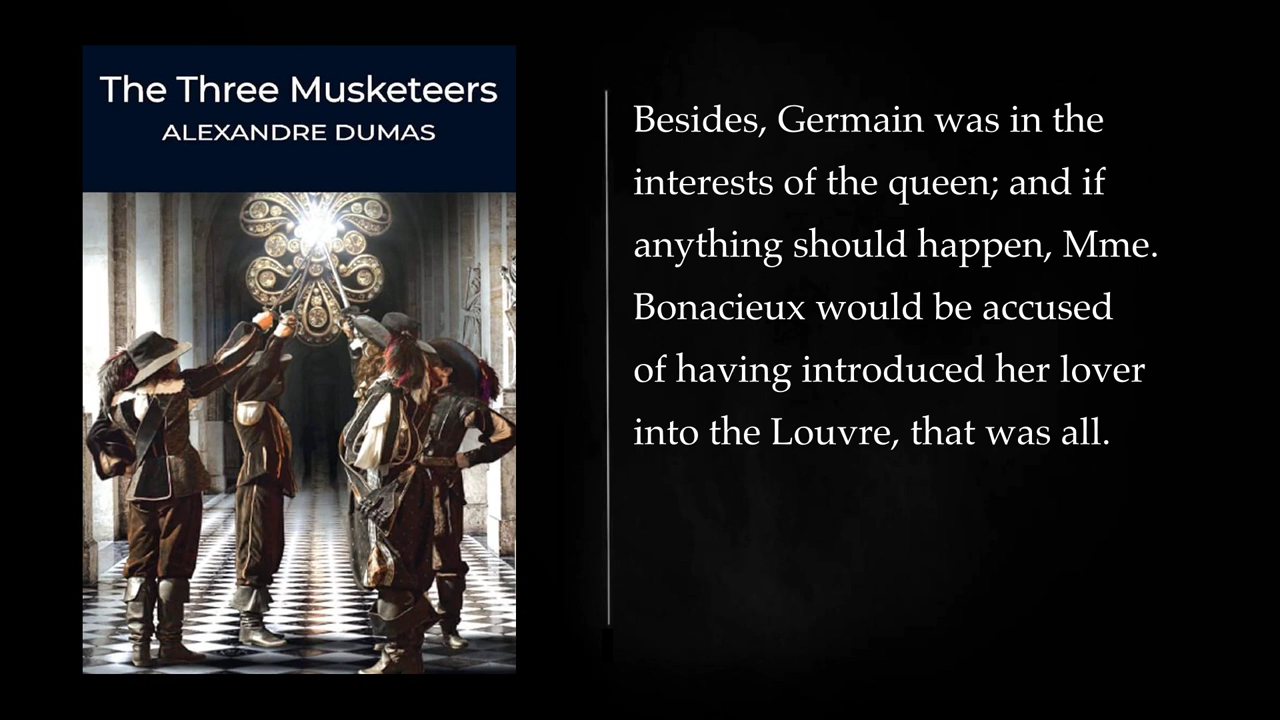 The Three Musketeers
ALEXANDRE DUMAS
Besides, Germain was in the
interests of the queen; and if
anything should happen, Mme.
Bonacieux would be accused
of having introduced her lover
into the Louvre, that was all.